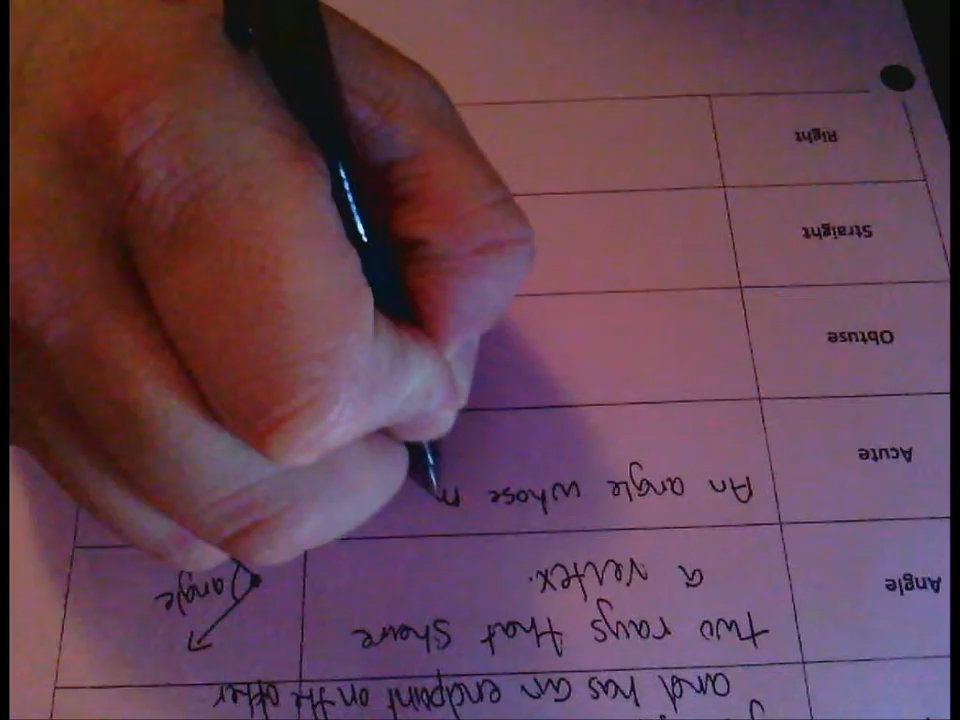 and has an endpoint on the other
Angle
two rays that share
a vertex.
angle
Acute
An angle whose m
Obtuse
Straight
Right